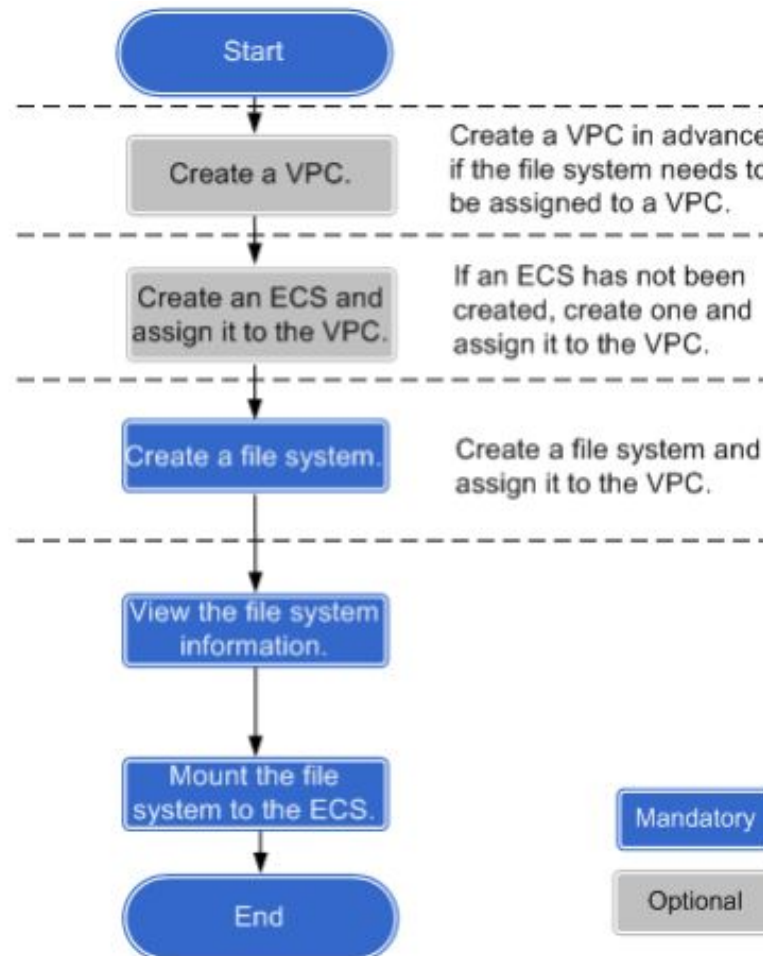 Start
Create a VPC.
Create a VPC in advance
if the file system needs to
be assigned to a VPC.
Create an ECS and
assign it to the VPC.
If an ECS has not been
created, create one and
assign it to the VPC.
Create a file system.
Create a file system and
assign it to the VPC.
View the file system
information.
Mount the file
system to the ECS.
Mandatory
Optional
End